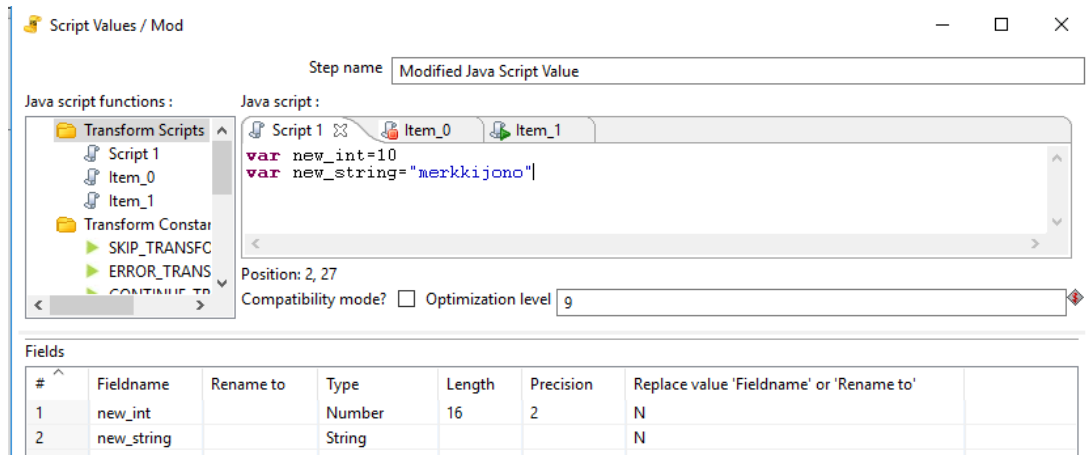 Script Values / Mod
Step name Modified Java Script Value
Java script functions : Java script :
Transform Scripts
Script 1
Item_0
Item_1
Transform Constar
SKIP_TRANSFC
ERROR_TRANS
Script 1 Item_0 Item_1
var new_int=10
var new_string="merkkijono"
Position: 2, 27
Compatibility mode? Optimization level 9
Fields
# Fieldname Rename to Type Length Precision Replace value 'Fieldname' or 'Rename to'
1 new_int Number 16 2 N
2 new_string String N